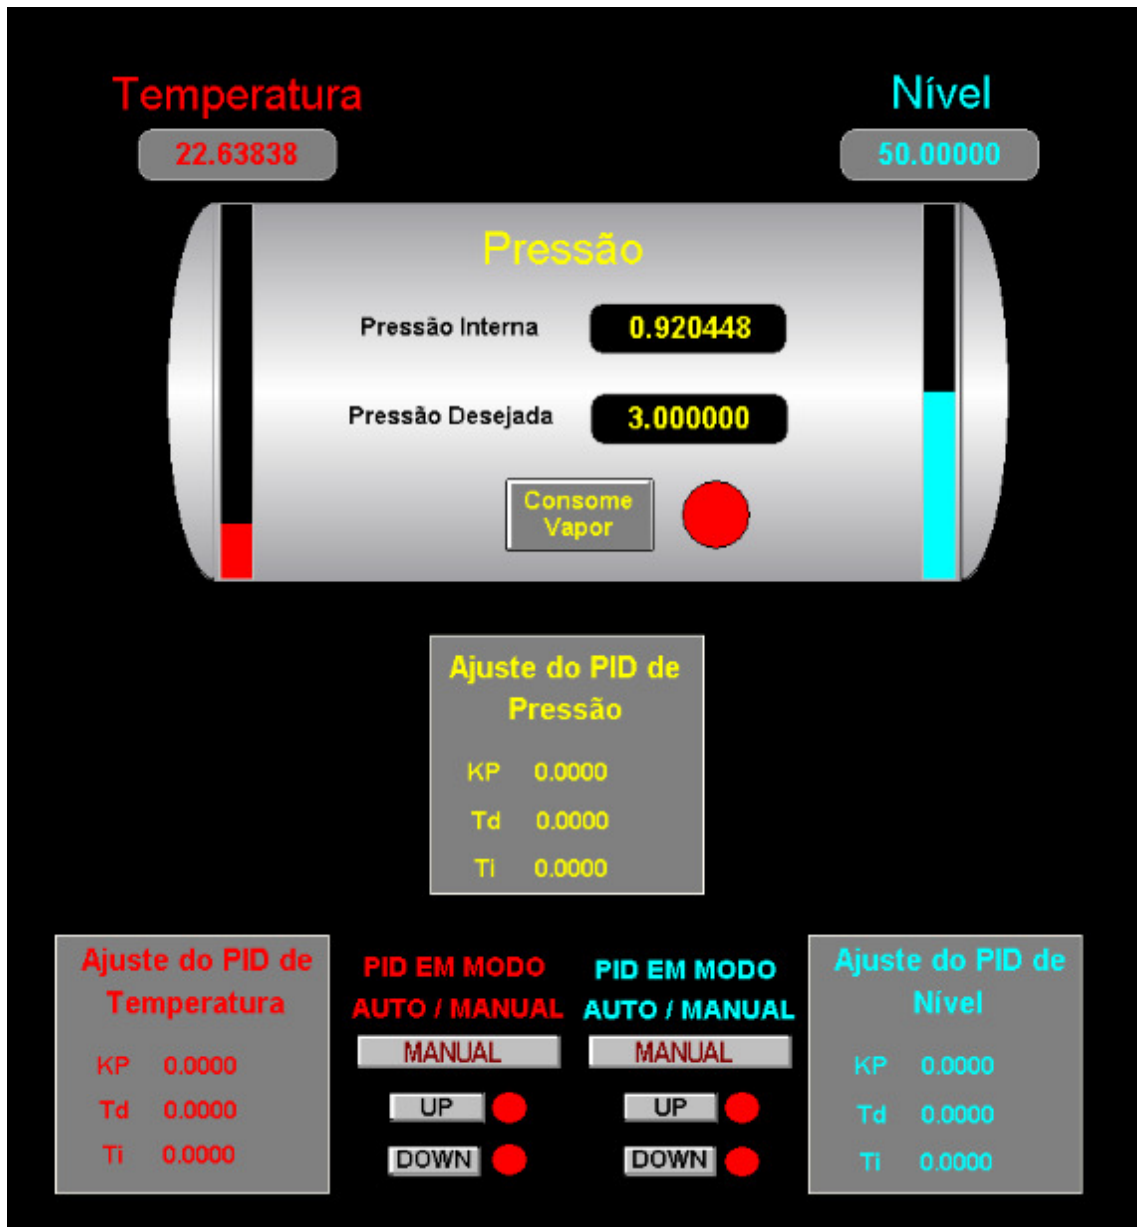 Temperatura
Nível
22.63838
50.00000
Pressão
Pressão Interna 0.920448
Pressão Desejada 3.000000
Consome
Vapor
Ajuste do PID de
Pressão
KP 0.0000
Td 0.0000
Ti 0.0000
Ajuste do PID de
Temperatura
KP 0.0000
Td 0.0000
Ti 0.0000
PID EM MODO
AUTO / MANUAL
MANUAL
UP
DOWN
PID EM MODO
AUTO / MANUAL
MANUAL
UP
DOWN
Ajuste do PID de
Nível
KP 0.0000
Td 0.0000
Ti 0.0000